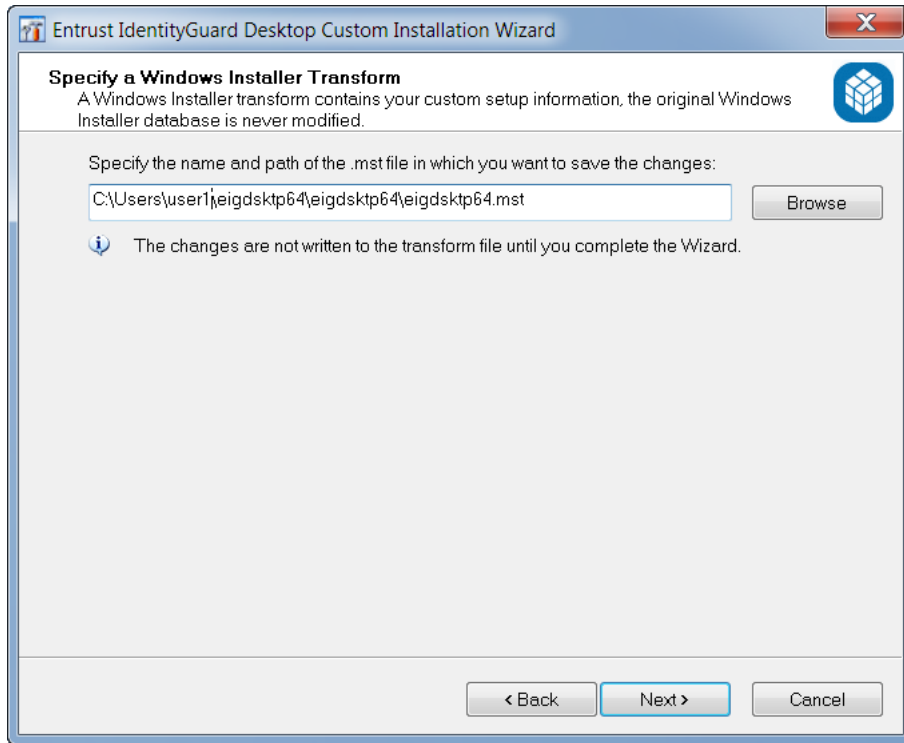 Entrust IdentityGuard Desktop Custom Installation Wizard
Specify a Windows Installer Transform
A Windows Installer transform contains your custom setup information, the original Windows
Installer database is never modified.
Specify the name and path of the .mst file in which you want to save the changes:
C:\Users\user1\eigdsktp64\eigdsktp64\eigdsktp64.mst
Browse
The changes are not written to the transform file until you complete the Wizard.
< Back Next > Cancel